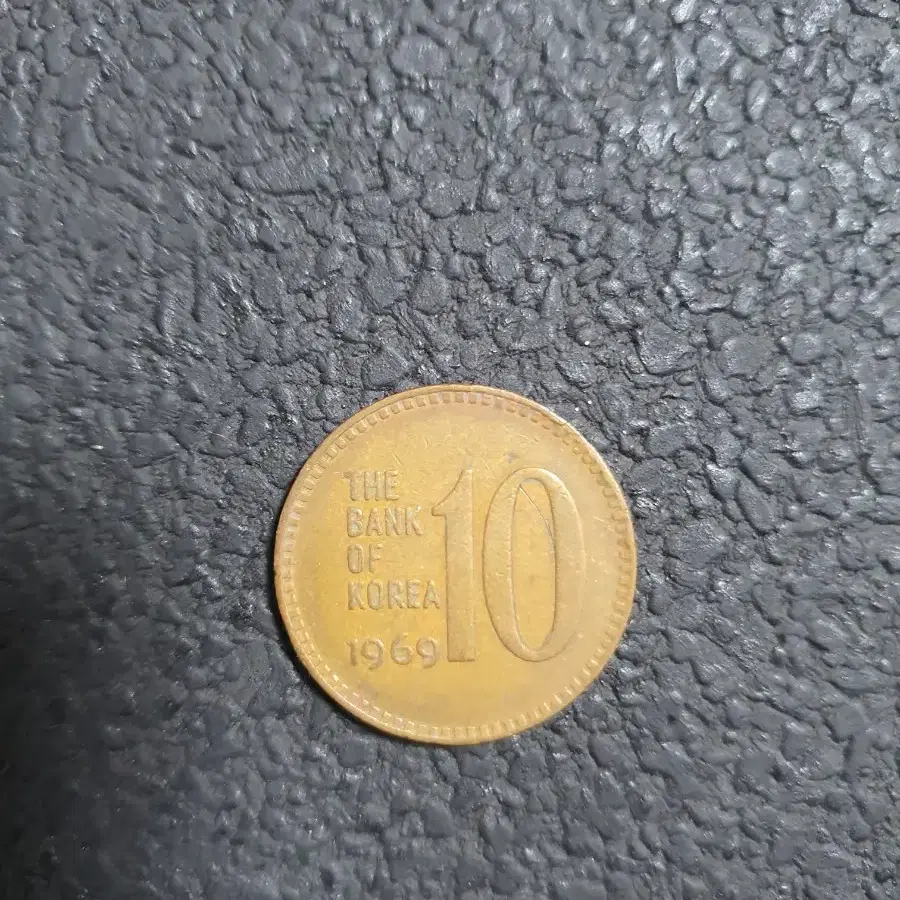 THE
BANK
OF
KOREA
1969
10